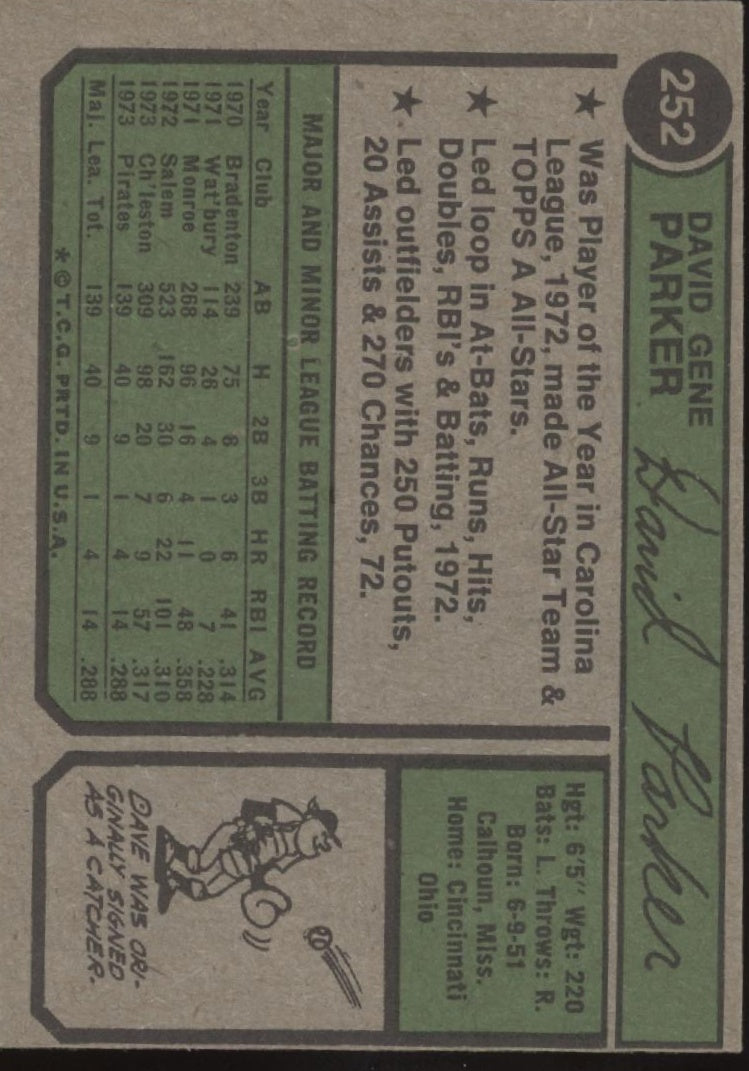 252
DAVID GENE
PARKER
David Parker
★ Was Player of the Year in Carolina
League, 1972, made All-Star Team &
TOPPS A All-Stars.
★ Led loop in At-Bats, Runs, Hits,
Doubles, RBI's & Batting, 1972.
★ Led outfielders with 250 Putouts,
20 Assists & 270 Chances, 72.
MAJOR AND MINOR LEAGUE BATTING RECORD
Year Club AB H 2B 3B HR RBI AVG
1970 Bradenton 239 75 8 3 6 41 .314
1971 Wat'bury 114 26 4 1 0 7 .228
1971 Monroe 268 96 16 4 11 48 .358
1972 Salem 523 162 30 6 22 101 .310
1973 Ch'leston 309 98 20 7 9 57 .317
1973 Pirates 139 40 9 1 4 14 .288
Maj. Lea. Tot. 139 40 9 1 4 14 .288
* © T.C.G. PRTD. IN U.S.A.
Hgt: 6'5" Wgt: 220
Bats: L. Throws: R.
Born: 6-9-51
Calhoun, Miss.
Home: Cincinnati
Ohio
DAVE WAS ORI-
GINALLY SIGNED
AS A CATCHER.